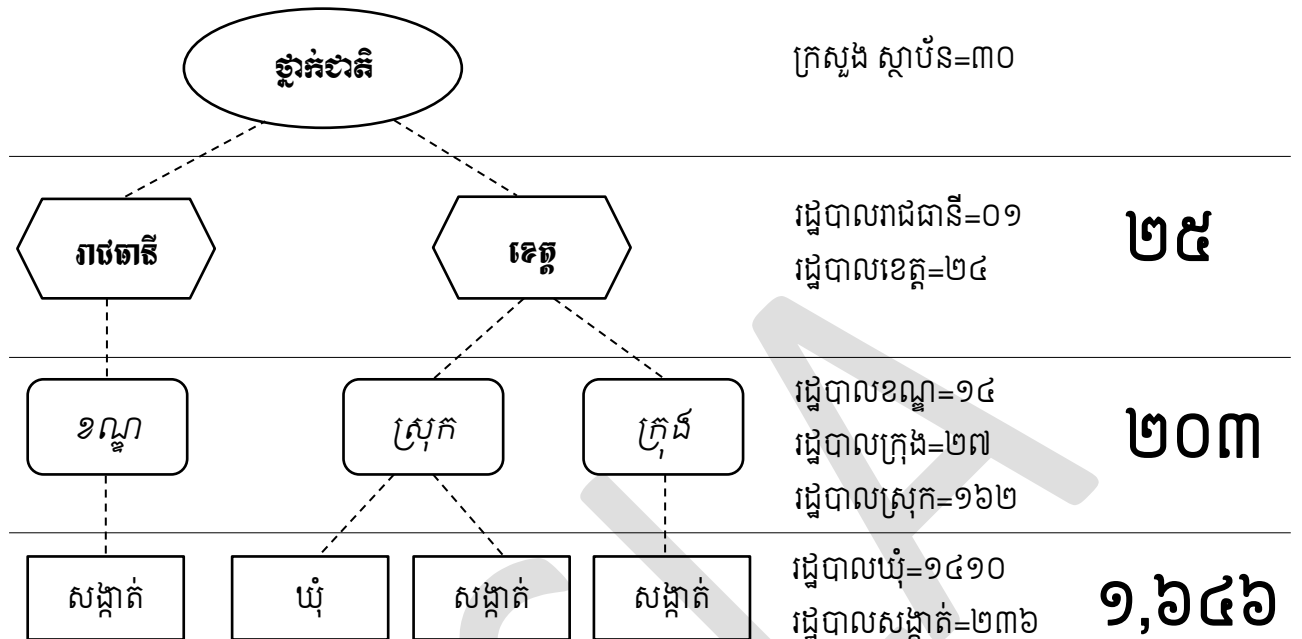 ថ្នាក់ជាតិ
ក្រសួង ស្ថាប័ន=៣០
រាជធានី
ខេត្ត
រដ្ឋបាលរាជធានី=០១
រដ្ឋបាលខេត្ត=២៤
២៥
ខណ្ឌ
ស្រុក
ក្រុង
រដ្ឋបាលខណ្ឌ=១៤
រដ្ឋបាលក្រុង=២៧
រដ្ឋបាលស្រុក=១៦២
២០៣
សង្កាត់
ឃុំ
សង្កាត់
សង្កាត់
រដ្ឋបាលឃុំ=១៤១០
រដ្ឋបាលសង្កាត់=២៣៦
១,៦៤៦